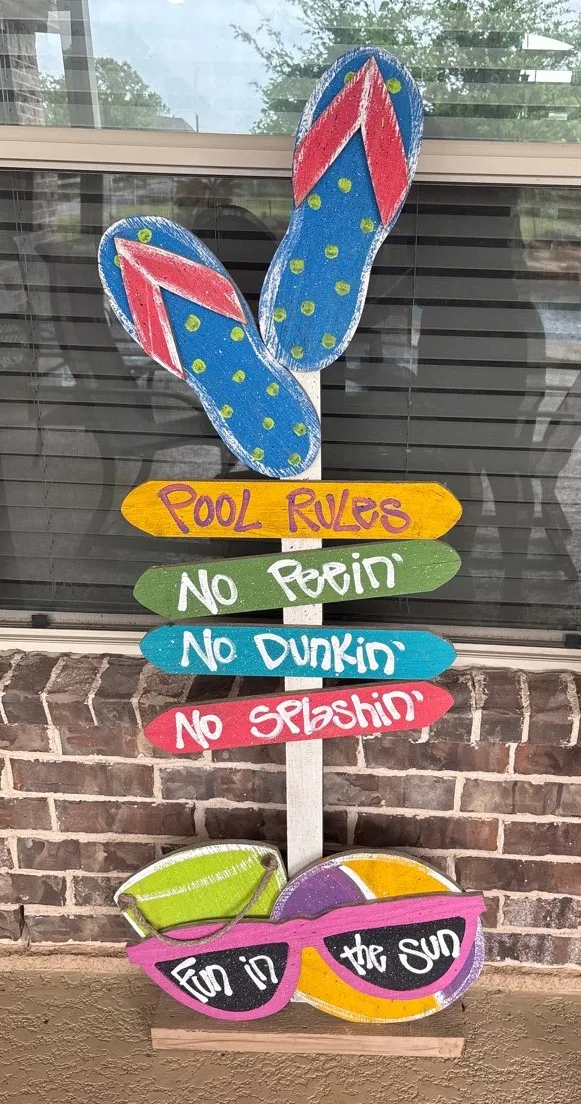 Pool Rules
No Peein'
No Dunkin'
No Splashin'
Fun in the Sun